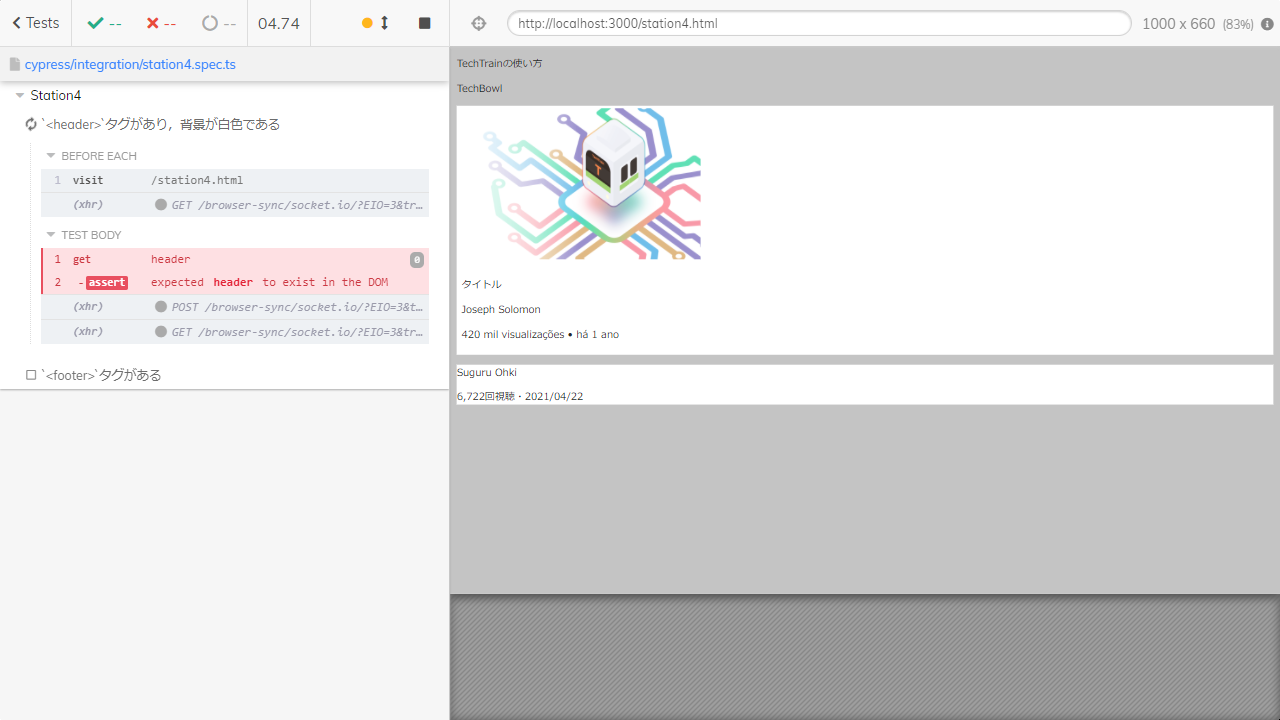 Tests
--
--
--
04.74
http://localhost:3000/station4.html
1000 x 660 (83%)
cypress/integration/station4.spec.ts
Station4
`<header>`タグがあり，背景が白色である
BEFORE EACH
1 visit /station4.html
(xhr) GET /browser-sync/socket.io/?EIO=3&tr…
TEST BODY
1 get header 0
2 -assert expected header to exist in the DOM
(xhr) POST /browser-sync/socket.io/?EIO=3&t…
(xhr) GET /browser-sync/socket.io/?EIO=3&tr…
`<footer>`タグがある
TechTrainの使い方
TechBowl
タイトル
Joseph Solomon
420 mil visualizações • há 1 ano
Suguru Ohki
6,722回視聴・2021/04/22